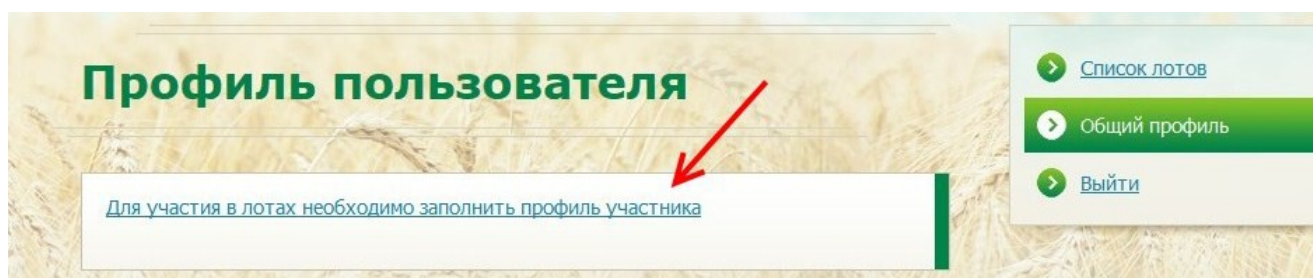 Профиль пользователя
Для участия в лотах необходимо заполнить профиль участника
Список лотов
Общий профиль
Выйти